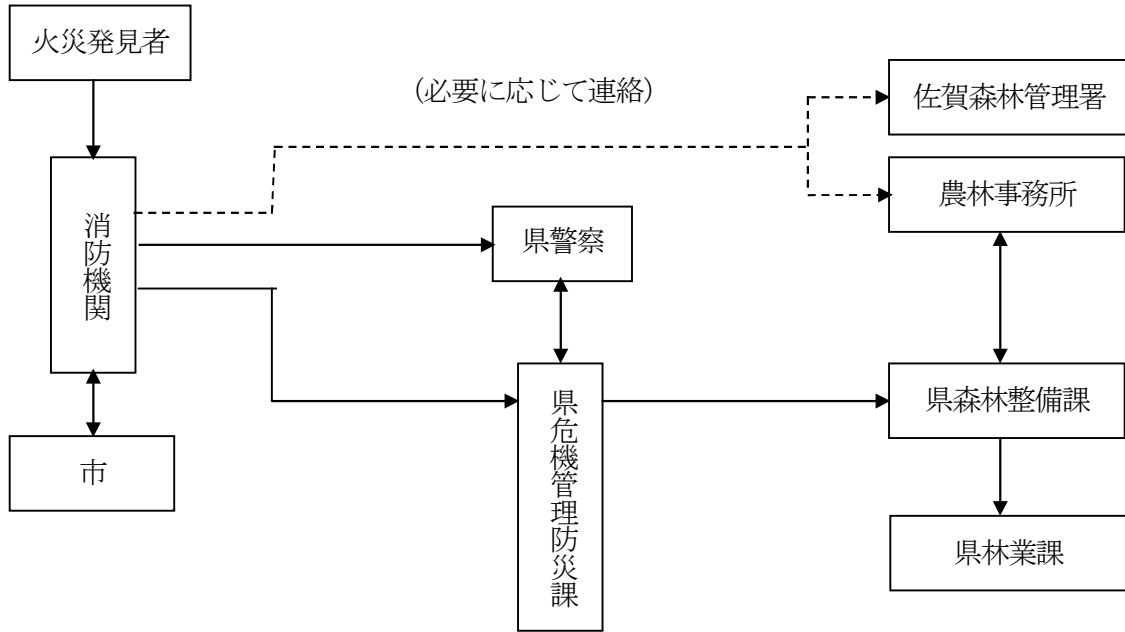 火災発見者
(必要に応じて連絡)
佐賀森林管理署
農林事務所
消防機関
県警察
県危機管理防災課
県森林整備課
市
県林業課